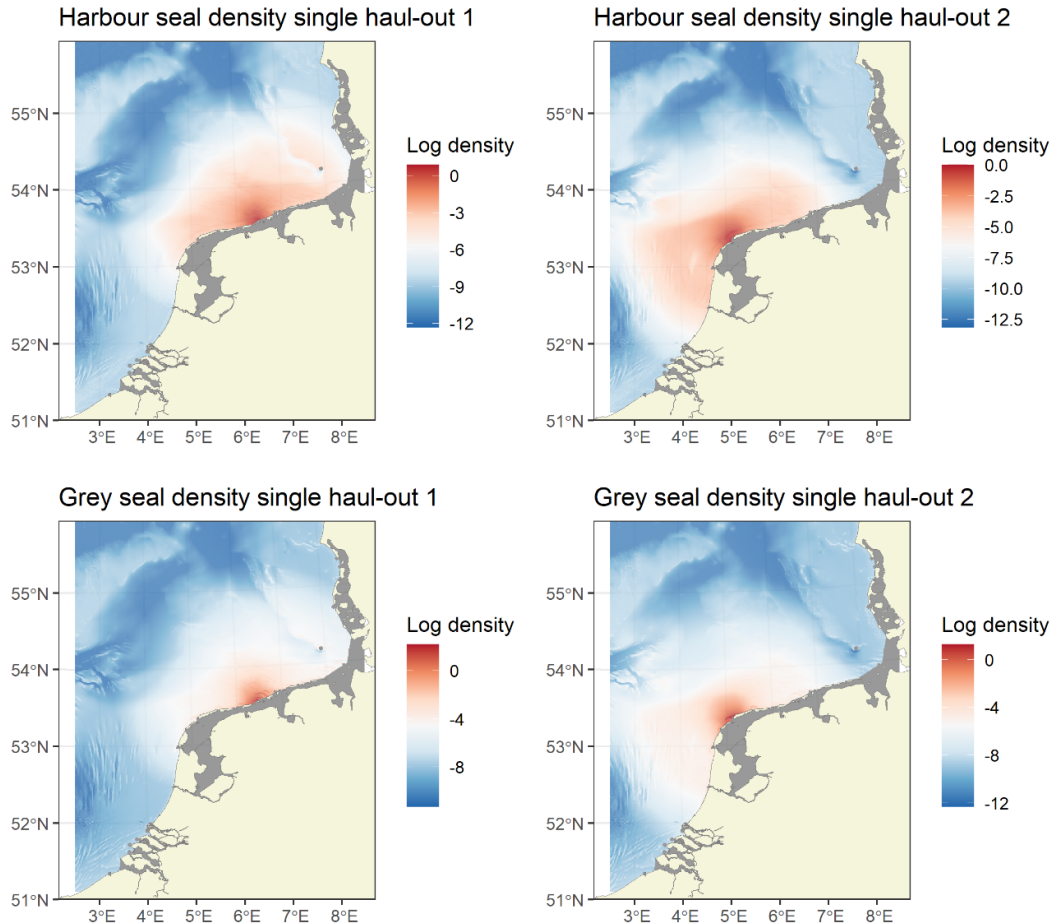 Harbour seal density single haul-out 1
55°N
54°N
53°N
52°N
51°N
3°E 4°E 5°E 6°E 7°E 8°E
Log density
0
-3
-6
-9
-12
Harbour seal density single haul-out 2
55°N
54°N
53°N
52°N
51°N
3°E 4°E 5°E 6°E 7°E 8°E
Log density
0.0
-2.5
-5.0
-7.5
-10.0
-12.5
Grey seal density single haul-out 1
55°N
54°N
53°N
52°N
51°N
3°E 4°E 5°E 6°E 7°E 8°E
Log density
0
-4
-8
Grey seal density single haul-out 2
55°N
54°N
53°N
52°N
51°N
3°E 4°E 5°E 6°E 7°E 8°E
Log density
0
-4
-8
-12